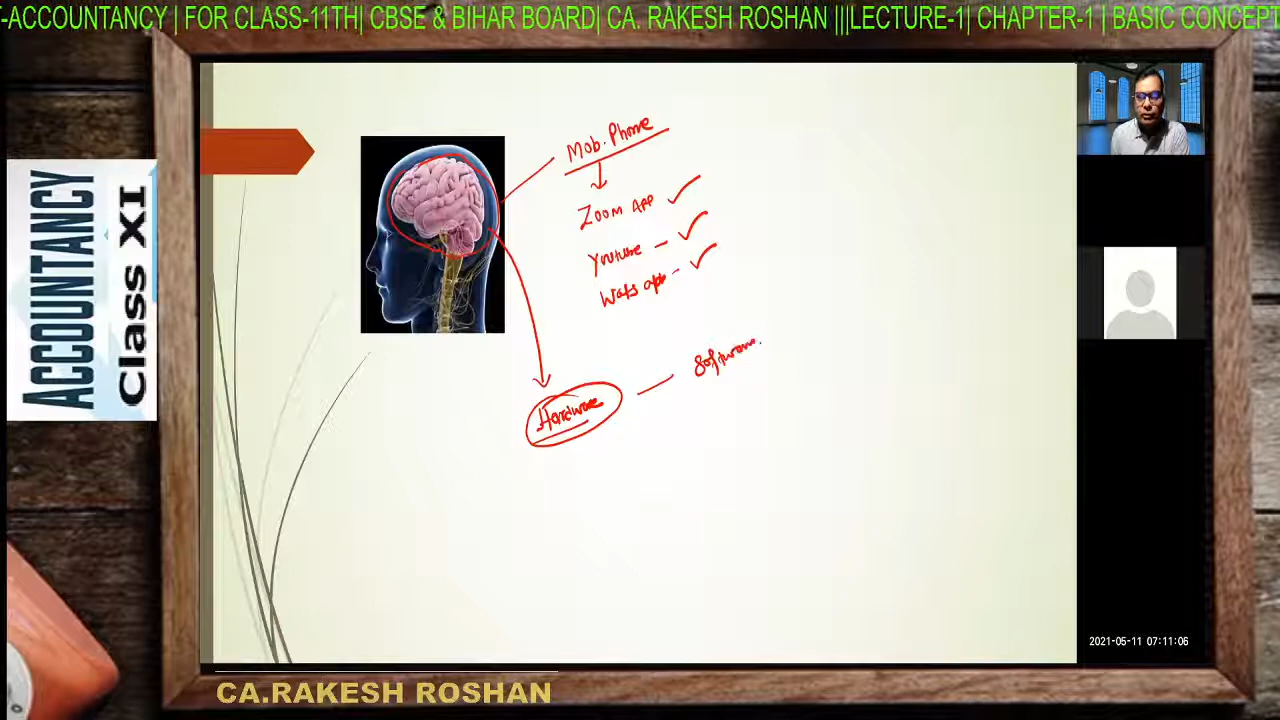 -ACCOUNTANCY | FOR CLASS-11TH| CBSE & BIHAR BOARD| CA. RAKESH ROSHAN |||LECTURE-1| CHAPTER-1 | BASIC CONCEPT
ACCOUNTANCY
Class XI
Mob. Phone
Zoom App
Youtube
Wats app
Hardware
2021-05-11 07:11:06
CA.RAKESH ROSHAN